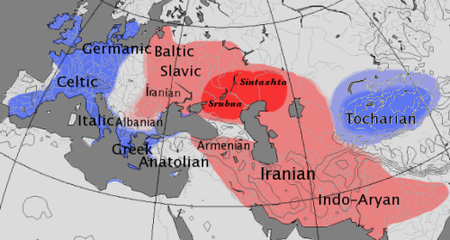 Germanic
Baltic
Slavic
Celtic
Iranian
Sintashta
Srubna
Tocharian
Italic
Albanian
Greek
Anatolian
Armenian
Iranian
Indo-Aryan